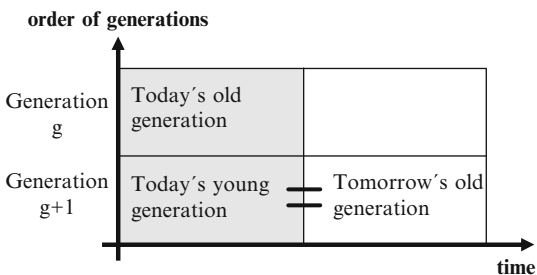 order of generations
Generation
g
Today´s old
generation
Generation
g+1
Today´s young
generation
Tomorrow´s old
generation
time